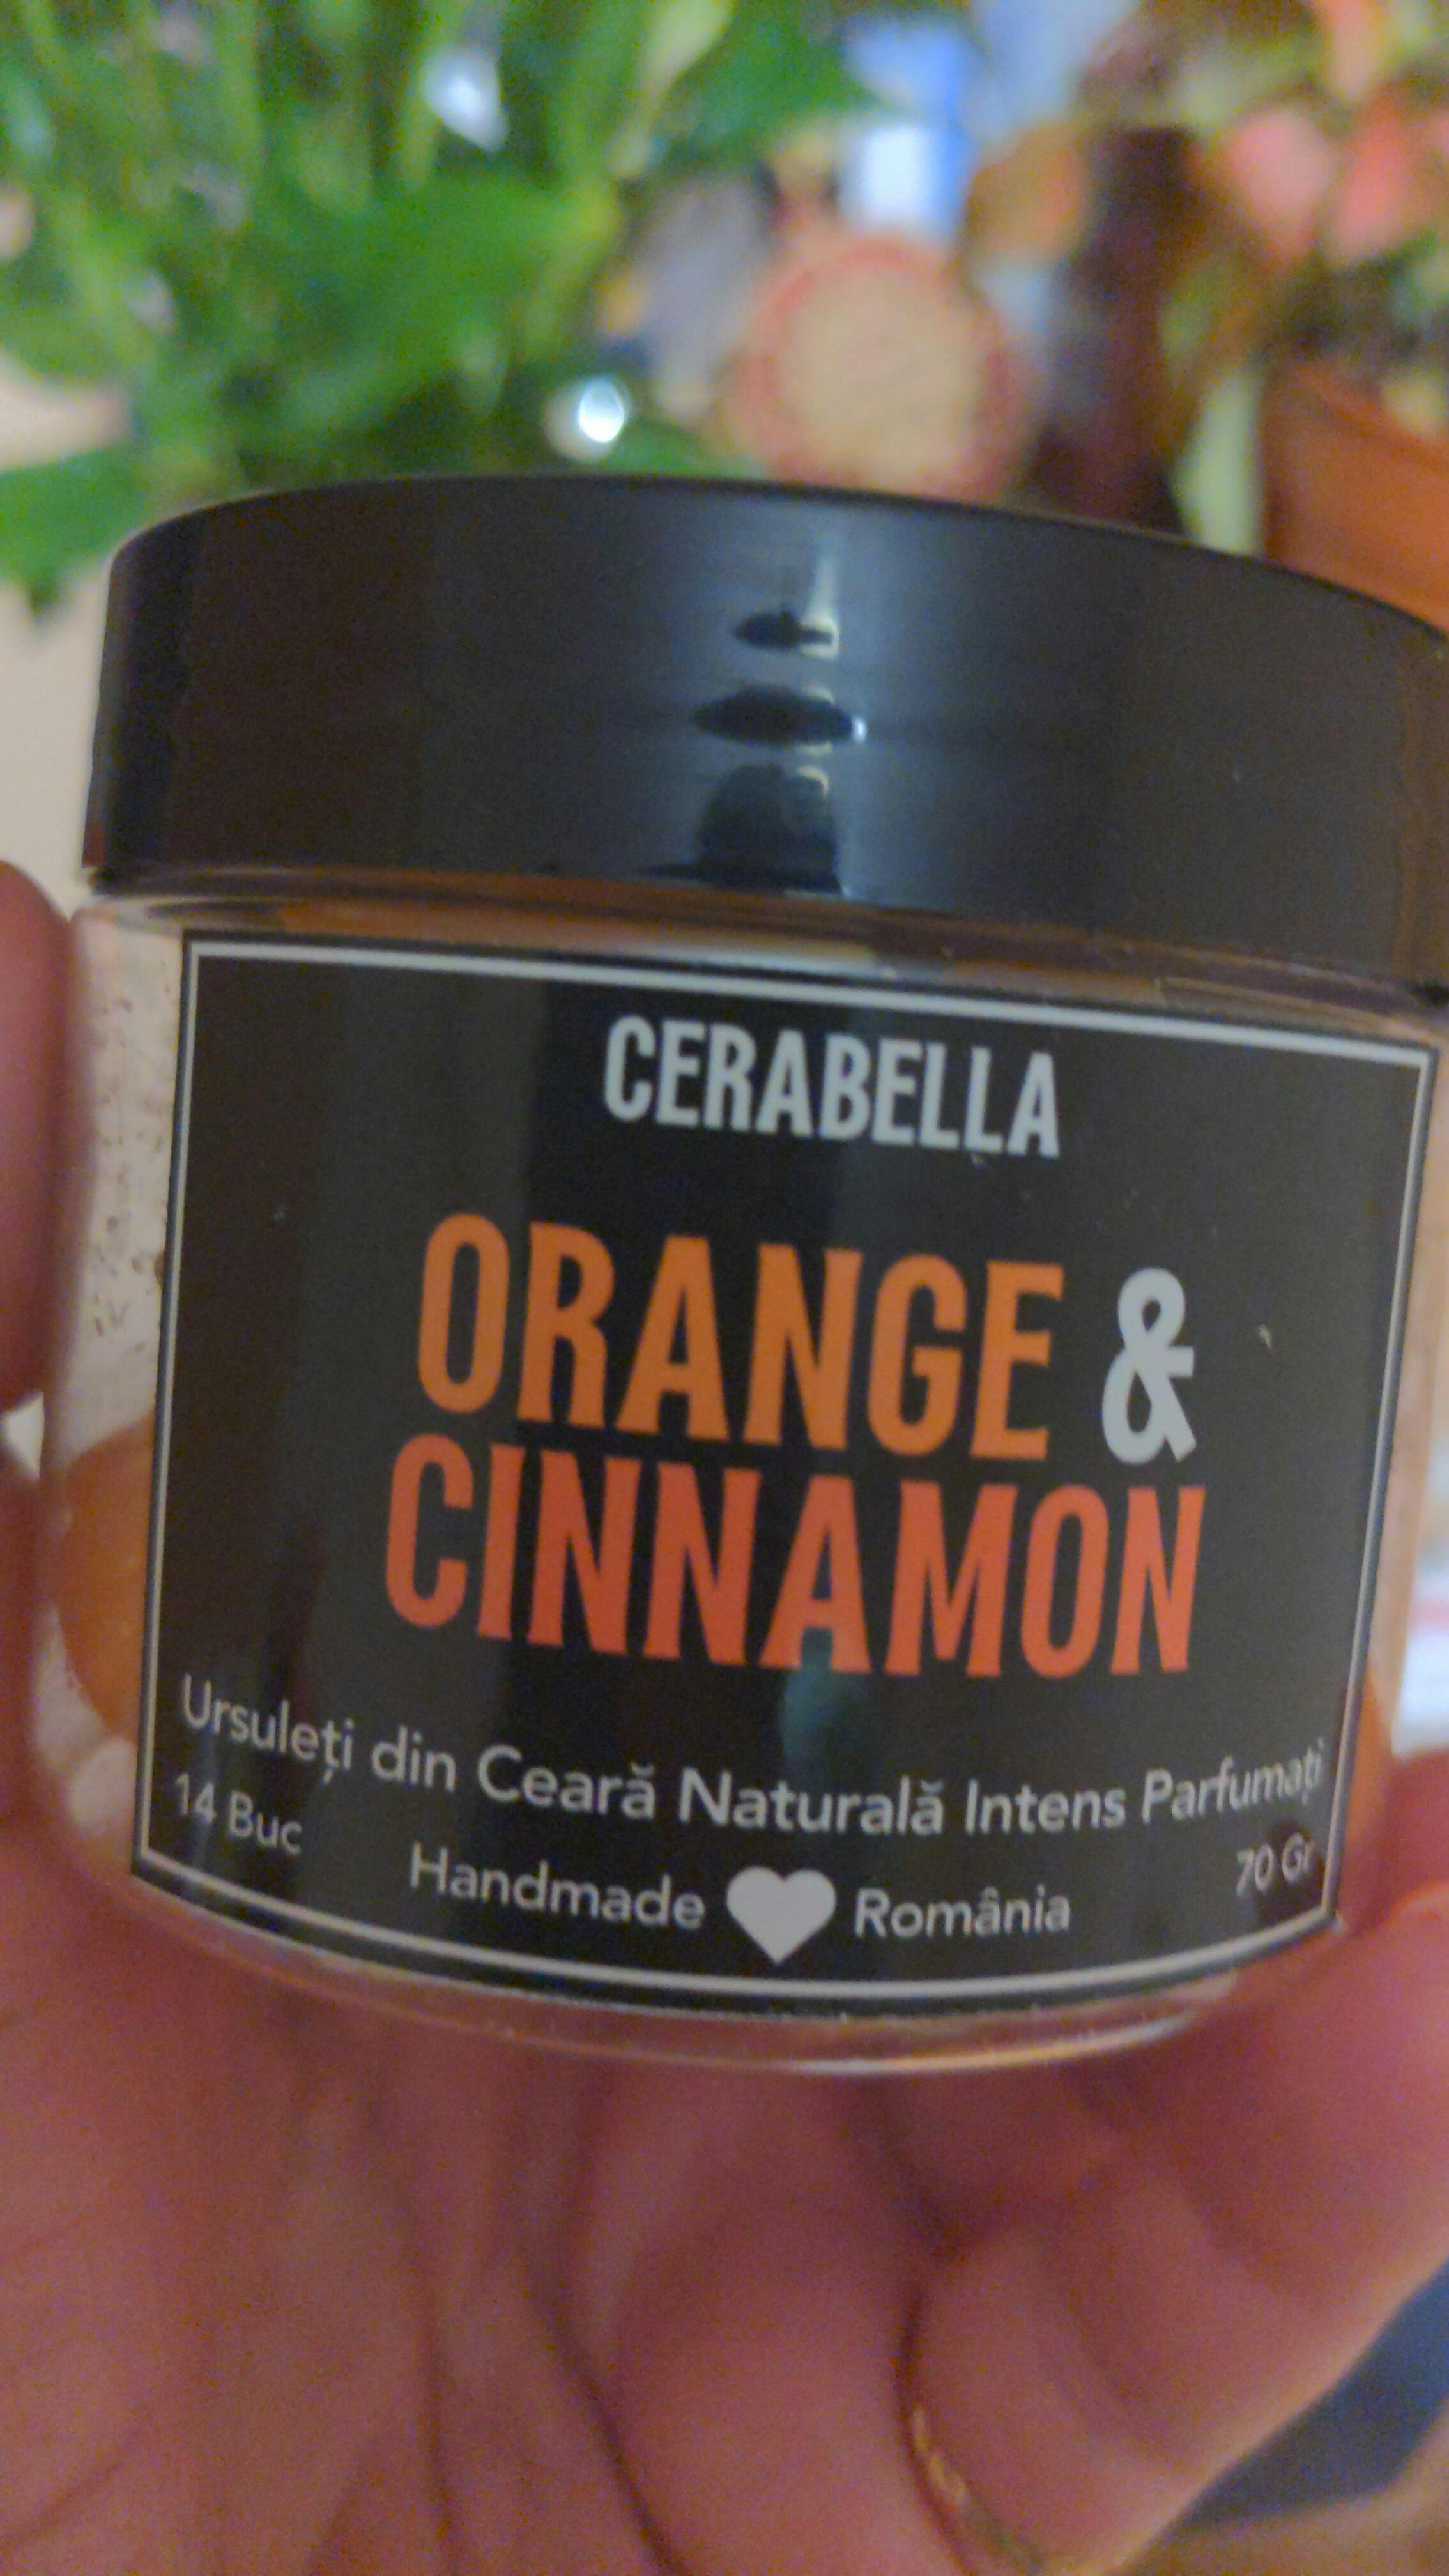 CERABELLA
ORANGE &
CINNAMON
Ursuleți din Ceară Naturală Intens Parfumați
14 Buc
70 Gr
Handmade România